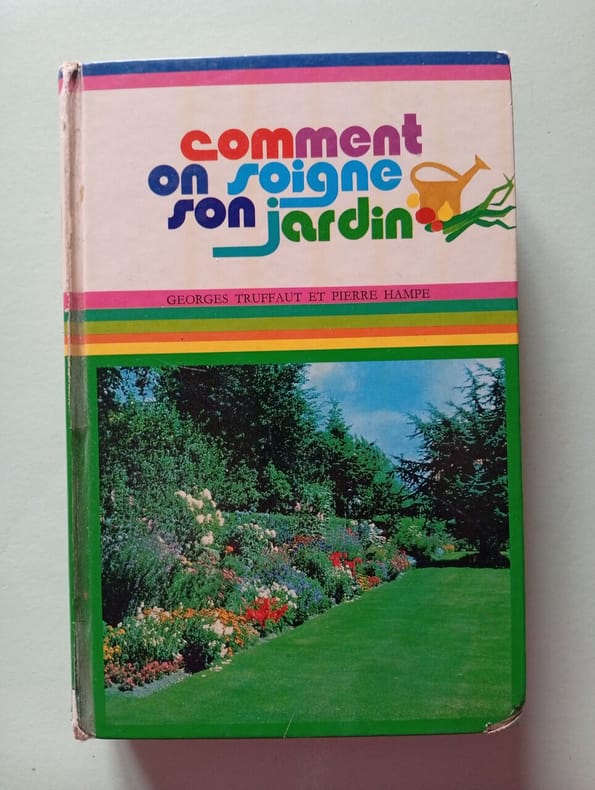 comment
on soigne
son jardin
GEORGES TRUFFAUT ET PIERRE HAMPE